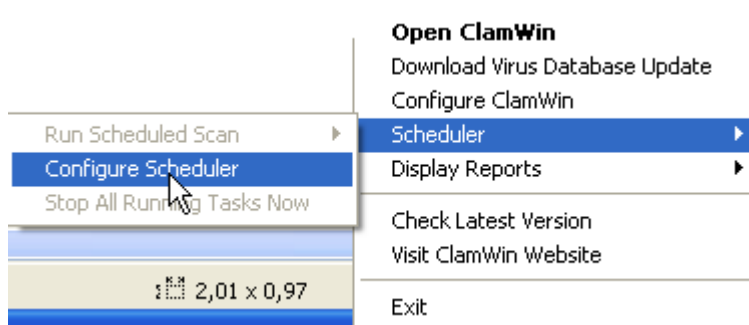 Open ClamWin
Download Virus Database Update
Configure ClamWin
Scheduler
Display Reports
Check Latest Version
Visit ClamWin Website
Exit
Run Scheduled Scan
Configure Scheduler
Stop All Running Tasks Now
2,01 x 0,97